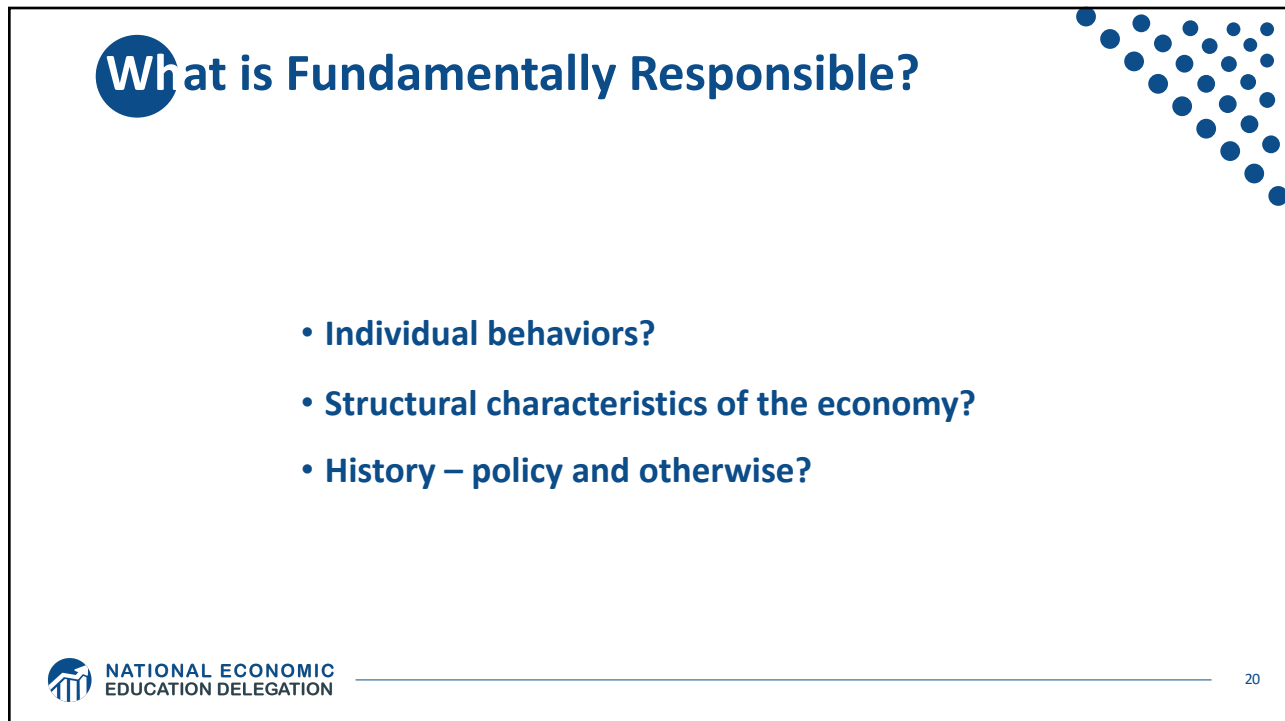 What is Fundamentally Responsible?
• Individual behaviors?
• Structural characteristics of the economy?
• History – policy and otherwise?
NATIONAL ECONOMIC
EDUCATION DELEGATION
20